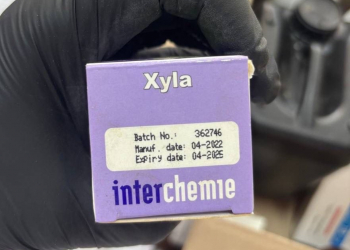 Xyla
Batch No.: 362746
Manuf. date: 04-2022
Expiry date: 04-2025
interchemie